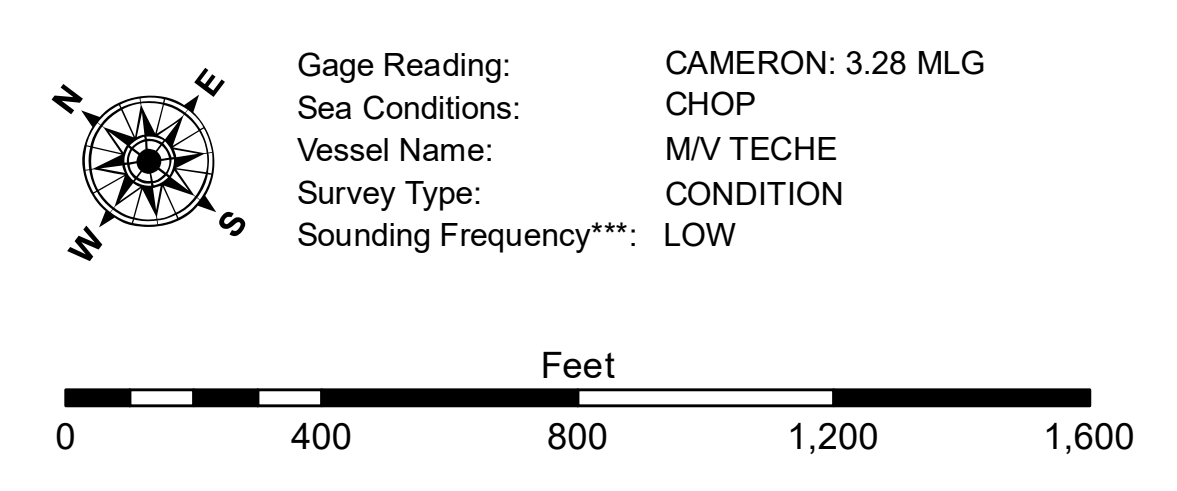 N
E
W
S
Gage Reading: CAMERON: 3.28 MLG
Sea Conditions: CHOP
Vessel Name: M/V TECHE
Survey Type: CONDITION
Sounding Frequency***: LOW
Feet
0 400 800 1,200 1,600